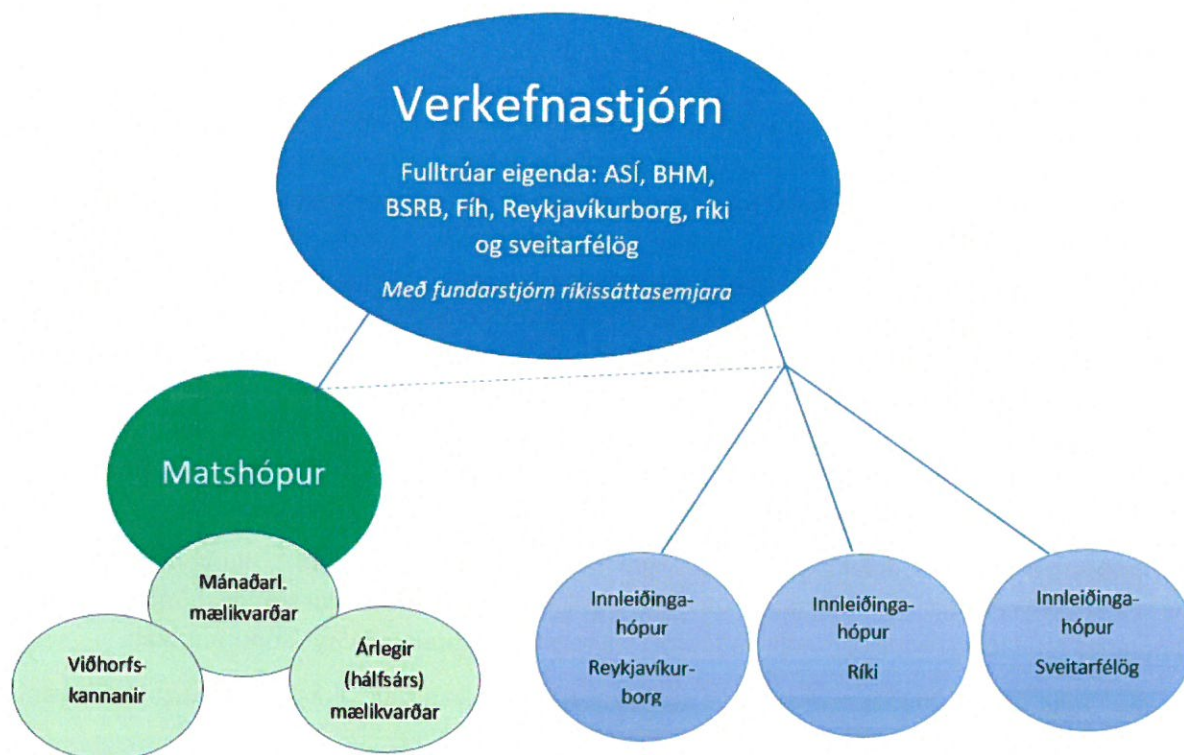 Verkefnastjórn
Fulltrúar eigenda: ASÍ, BHM,
BSRB, Fíh, Reykjavíkurborg, ríki
og sveitarfélög
Með fundarstjórn ríkissáttasemjara
Matshópur
Mánaðarl.
mælikvarðar
Viðhorfs-
kannanir
Árlegir
(hálfsárs)
mælikvarðar
Innleiðinga-
hópur
Reykjavíkur-
borg
Innleiðinga-
hópur
Ríki
Innleiðinga-
hópur
Sveitarfélög